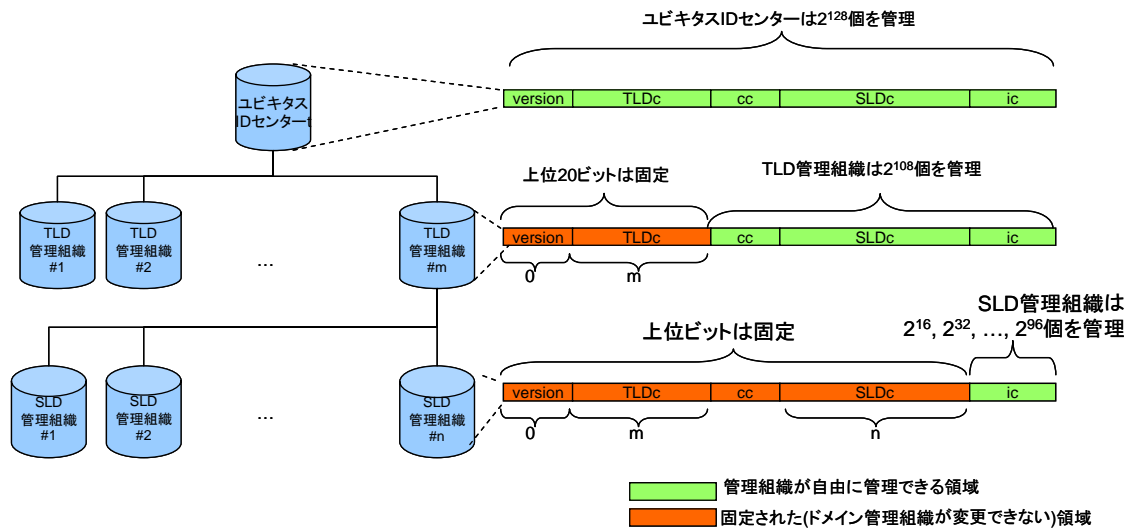 ユビキタスIDセンターは2^128個を管理
ユビキタス
IDセンターt
version TLDc cc SLDc ic
上位20ビットは固定
TLD管理組織は2^108個を管理
TLD
管理組織
#1
TLD
管理組織
#2
...
TLD
管理組織
#m
version TLDc cc SLDc ic
0 m
SLD管理組織は
2^16, 2^32, ..., 2^96個を管理
上位ビットは固定
SLD
管理組織
#1
SLD
管理組織
#2
...
SLD
管理組織
#n
version TLDc cc SLDc ic
0 m n
管理組織が自由に管理できる領域
固定された(ドメイン管理組織が変更できない)領域